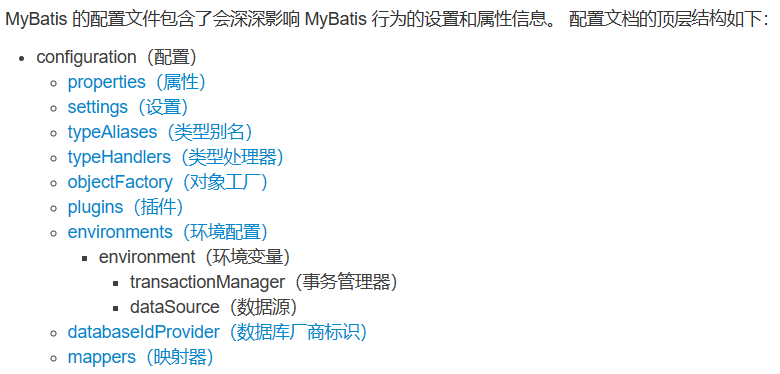 MyBatis 的配置文件包含了会深深影响 MyBatis 行为的设置和属性信息。 配置文档的顶层结构如下：
configuration（配置）
properties（属性）
settings（设置）
typeAliases（类型别名）
typeHandlers（类型处理器）
objectFactory（对象工厂）
plugins（插件）
environments（环境配置）
environment（环境变量）
transactionManager（事务管理器）
dataSource（数据源）
databaseIdProvider（数据库厂商标识）
mappers（映射器）